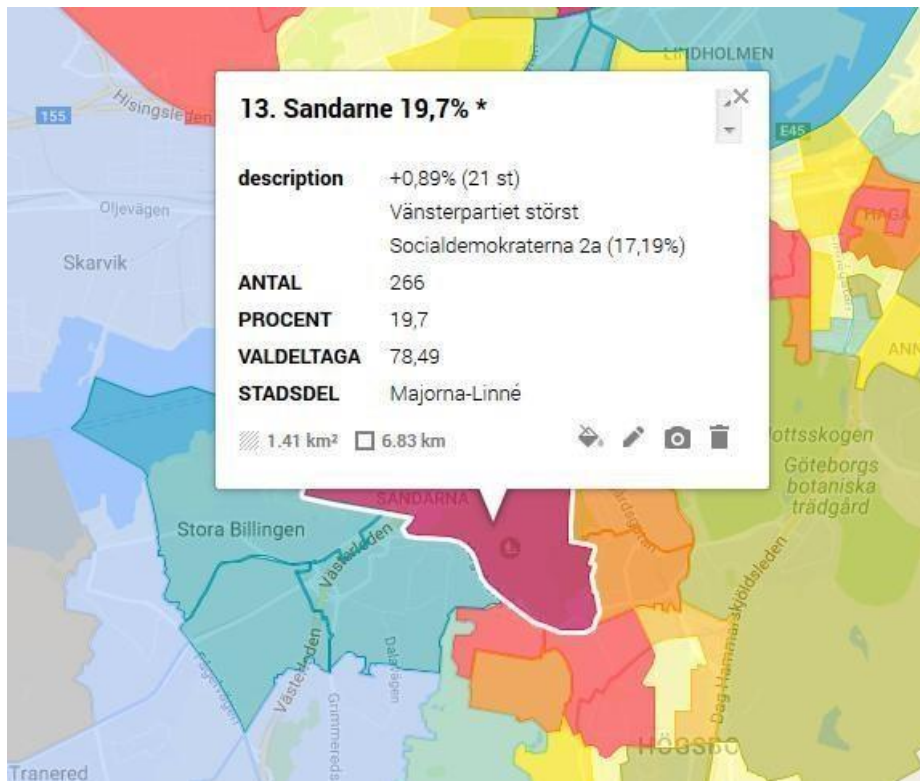 LINDHOLMEN
Hisingsleden
155
13. Sandarne 19,7% *
E45
description +0,89% (21 st)
Vänsterpartiet störst
Socialdemokraterna 2a (17,19%)
ANTAL 266
PROCENT 19,7
VALDELTAGA 78,49
STADSDEL Majorna-Linné
1.41 km² 6.83 km
Oljevägen
Skarvik
HAGA
ANN
lottsskogen
Göteborgs
botaniska
trädgård
SANDARNA
Stora Billingen
Västerleden
Dag Hammarskjöldsleden
Västerleden
Dalavägen
Grimmereds
HÖGSBO
Tranered